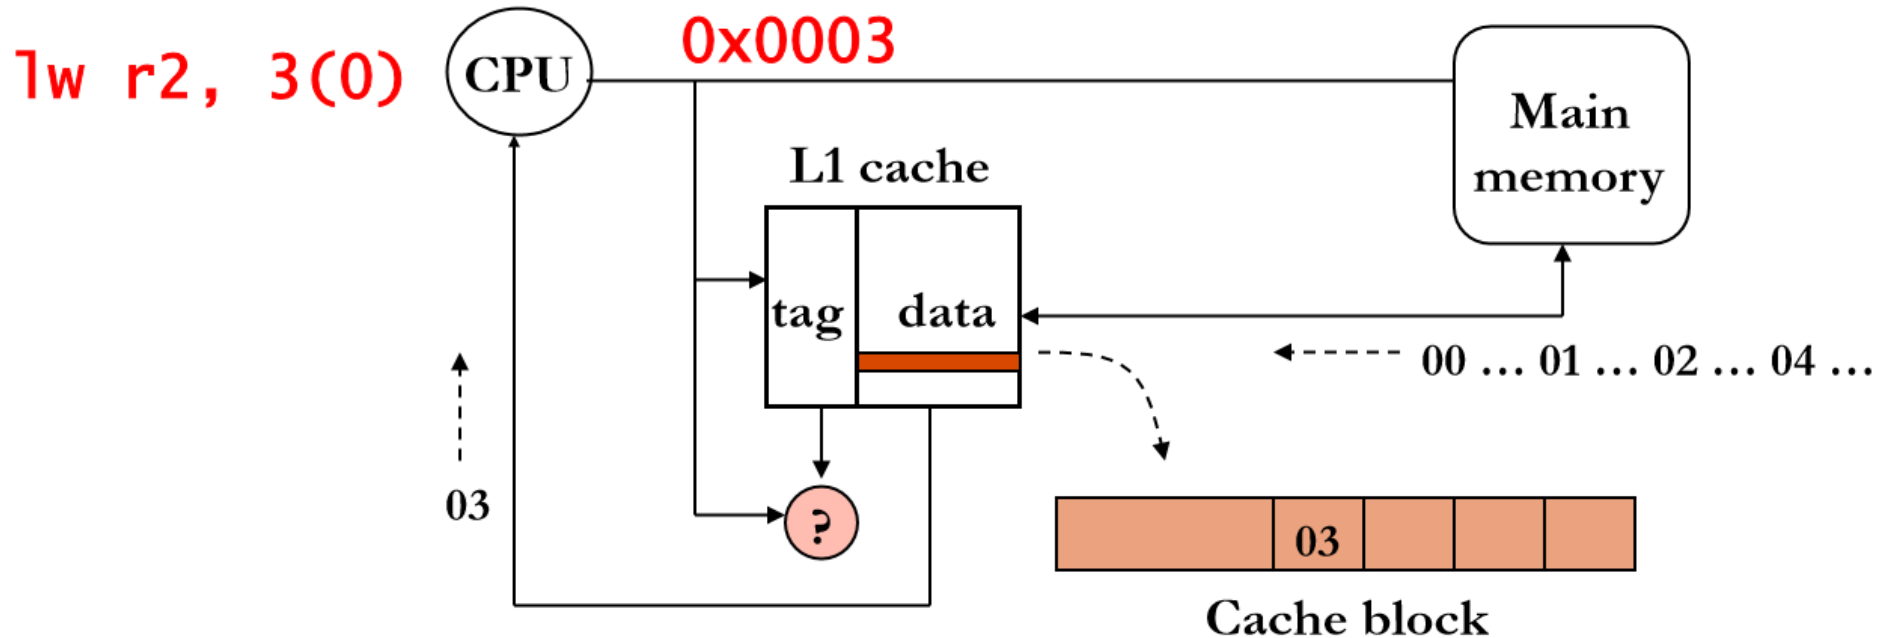 lw r2, 3(0)
CPU
0x0003
Main
memory
L1 cache
tag
data
00 ... 01 ... 02 ... 04 ...
03
?
03
Cache block